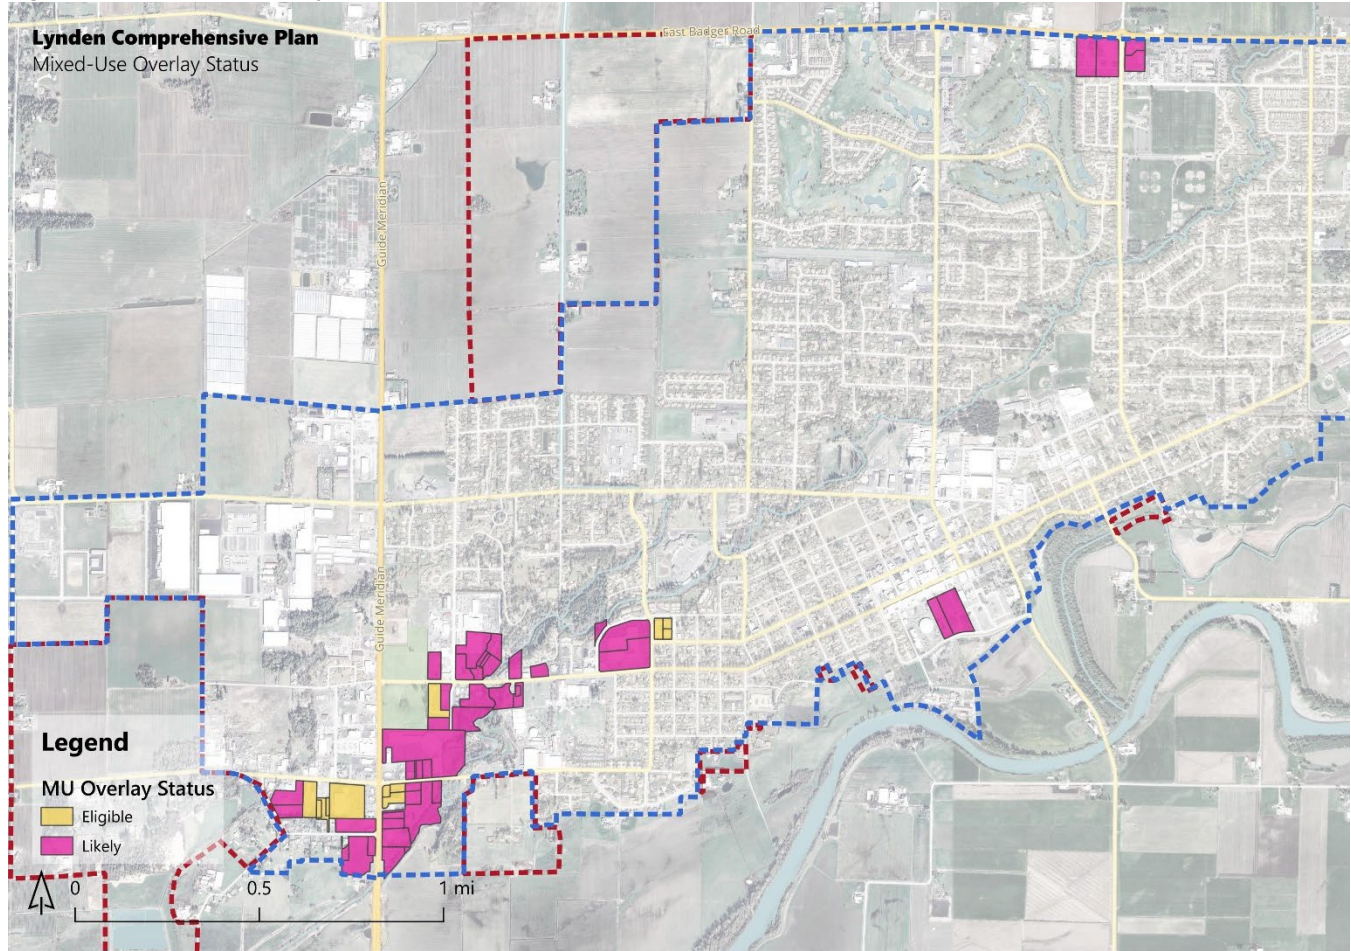 Lynden Comprehensive Plan
Mixed-Use Overlay Status
East Badger Road
Guide Meridian
Guide Meridian
Legend
MU Overlay Status
Eligible
Likely
0 0.5 1 mi